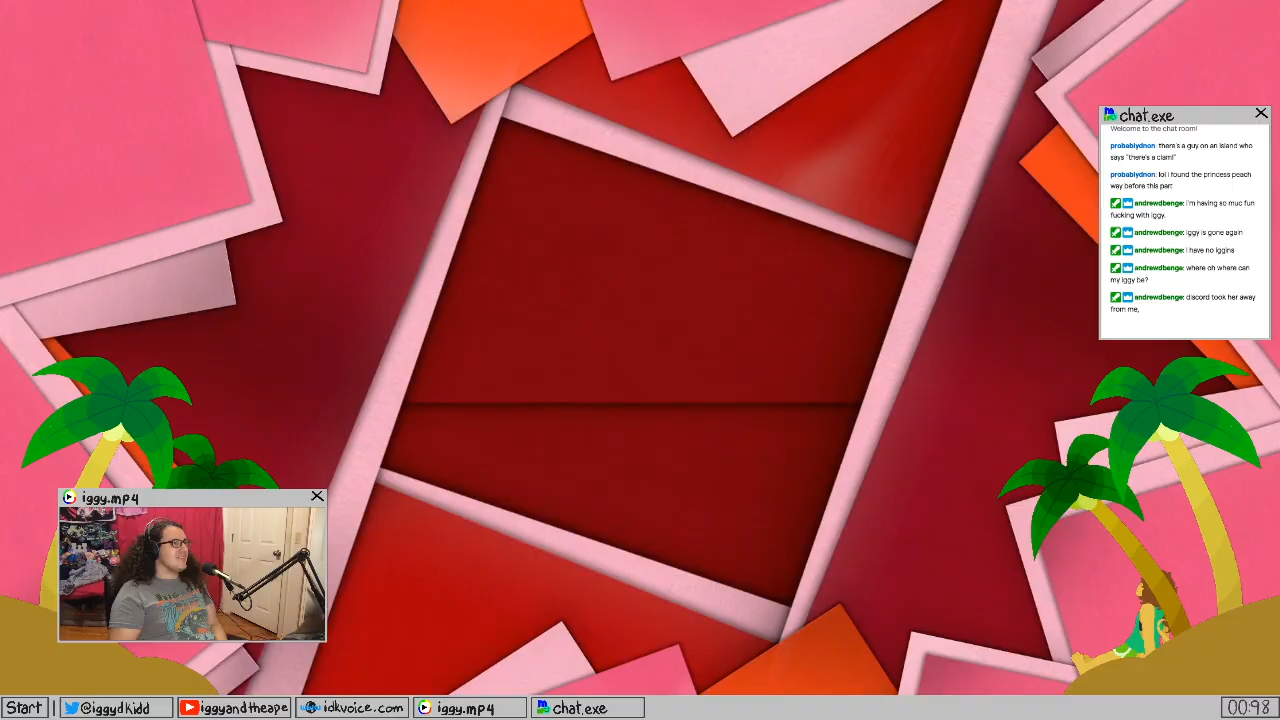 chat.exe
Welcome to the chat room!
probablydnon: there's a guy on an island who
says "there's a clam!"
probablydnon: lol i found the princess peach
way before this part
andrewdbenge: I'm having so muc fun
fucking with iggy.
andrewdbenge: iggy is gone again
andrewdbenge: I have no iggins
andrewdbenge: where oh where can
my iggy be?
andrewdbenge: discord took her away
from me,
iggy.mp4
Start
@iggydkidd
iggyandtheape
www idkvoice.com
iggy.mp4
chat.exe
00:98